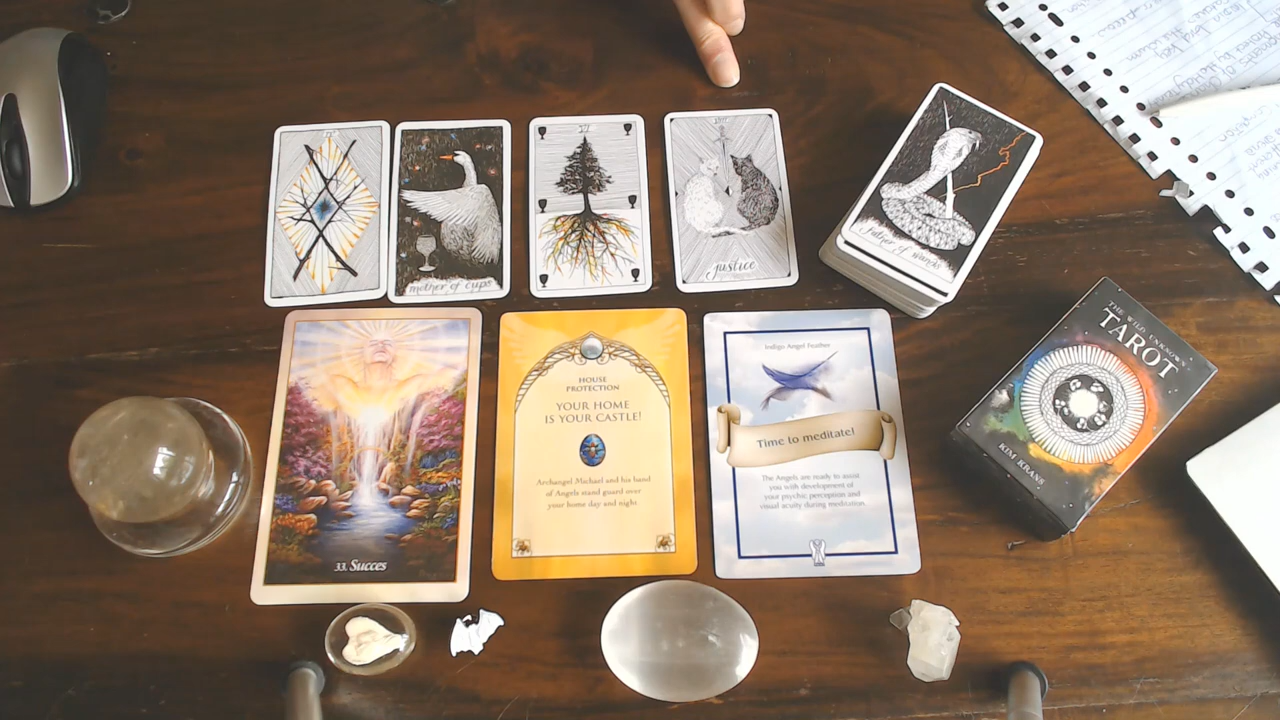 mother of cups
VI
justice
father of wands
THE WILD UNKNOWN
TAROT
KIM KRANS
33. Succes
HOUSE
PROTECTION
YOUR HOME
IS YOUR CASTLE!
Archangel Michael and his band
of Angels stand guard over
your home day and night.
Indigo Angel Feather
Time to meditate!
The Angels are ready to assist
you with development of
your psychic perception and
visual acuity during meditation.